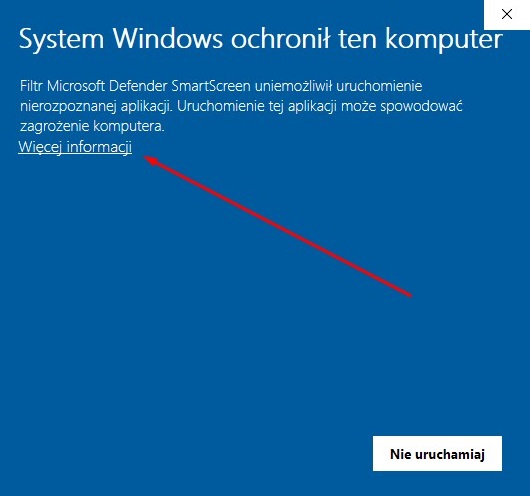 System Windows ochronił ten komputer
Filtr Microsoft Defender SmartScreen uniemożliwił uruchomienie
nierozpoznanej aplikacji. Uruchomienie tej aplikacji może spowodować
zagrożenie komputera.
Więcej informacji
Nie uruchamiaj